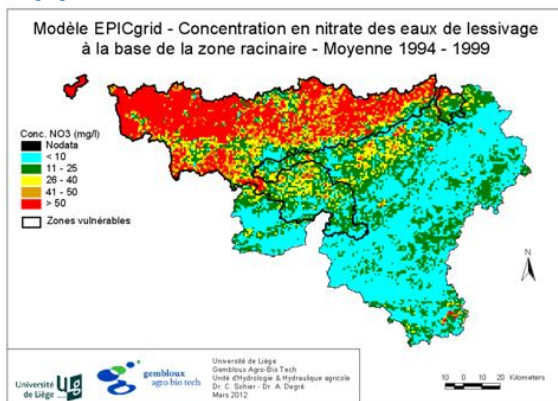 Modèle EPICgrid - Concentration en nitrate des eaux de lessivage
à la base de la zone racinaire - Moyenne 1994 - 1999
Conc. NO3 (mg/l)
Nodata
< 10
11 - 25
26 - 40
41 - 50
> 50
Zones vulnérables
N
Université
de Liège
gembloux
agro bio tech
Université de Liège
Gembloux Agro-Bio Tech
Unité d'Hydrologie & Hydraulique agricole
Dr. C. Sohier - Dr. A. Degré
Mars 2012
10 0 10 20 Kilometers